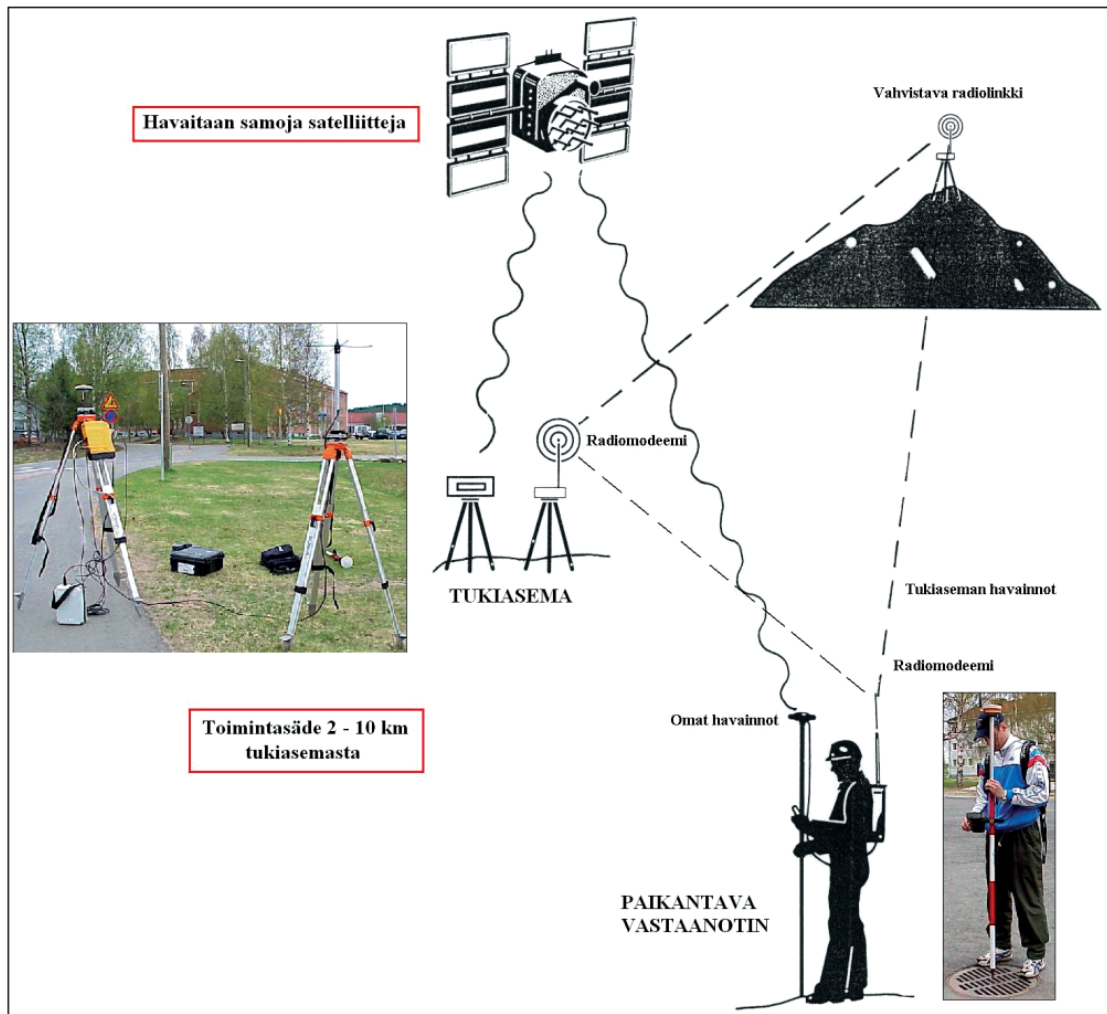 Havaitaan samoja satelliitteja
Vahvistava radiolinkki
Radiomodeemi
TUKIASEMA
Tukiaseman havainnot
Radiomodeemi
Toimintasäde 2 - 10 km
tukiasemasta
Omat havainnot
PAIKANTAVA
VASTAANOTIN